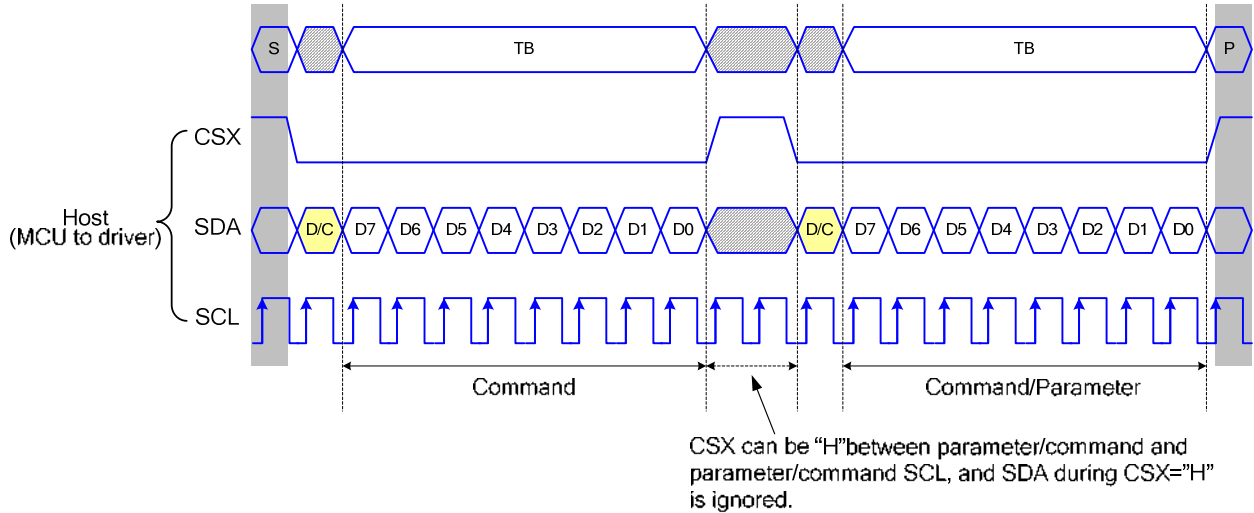 S TB TB P
CSX
Host
(MCU to driver)
SDA D/C D7 D6 D5 D4 D3 D2 D1 D0 D/C D7 D6 D5 D4 D3 D2 D1 D0
SCL
Command Command/Parameter
CSX can be “H”between parameter/command and
parameter/command SCL, and SDA during CSX=”H”
is ignored.